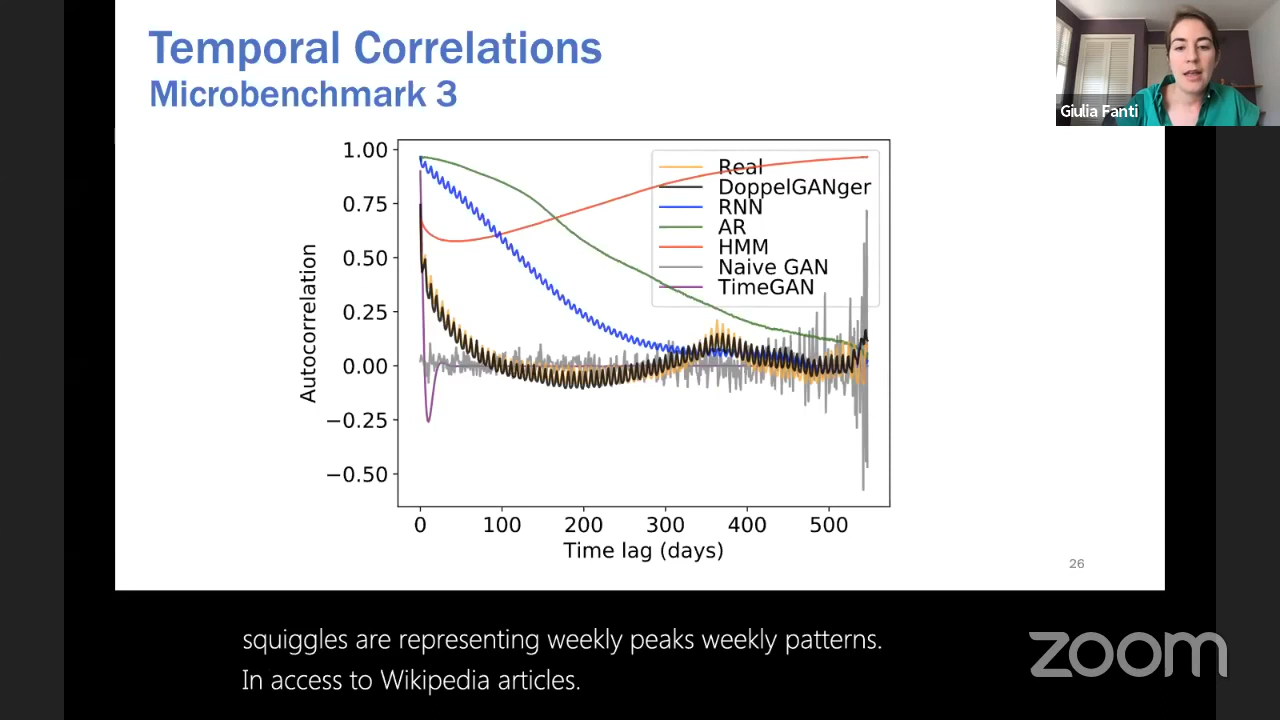 Temporal Correlations
Microbenchmark 3
Giulia Fanti
1.00
0.75
0.50
0.25
0.00
−0.25
−0.50
Autocorrelation
Real
DoppelGANger
RNN
AR
HMM
Naive GAN
TimeGAN
0 100 200 300 400 500
Time lag (days)
26
squiggles are representing weekly peaks weekly patterns.
In access to Wikipedia articles.
zoom